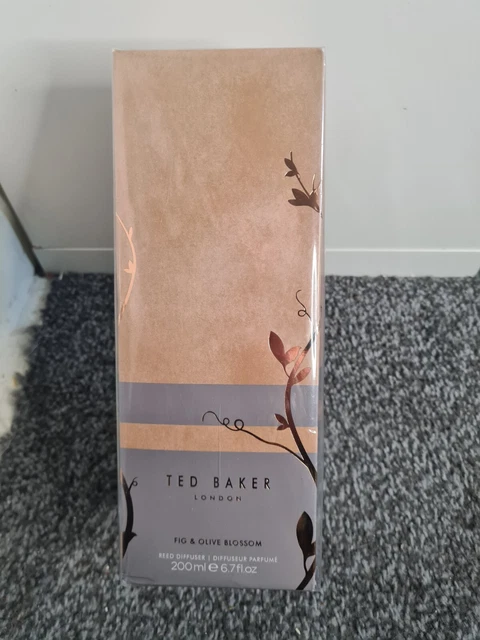 TED BAKER
LONDON
FIG & OLIVE BLOSSOM
REED DIFFUSER | DIFFUSEUR PARFUMÉ
200ml ℮ 6.7fl.oz